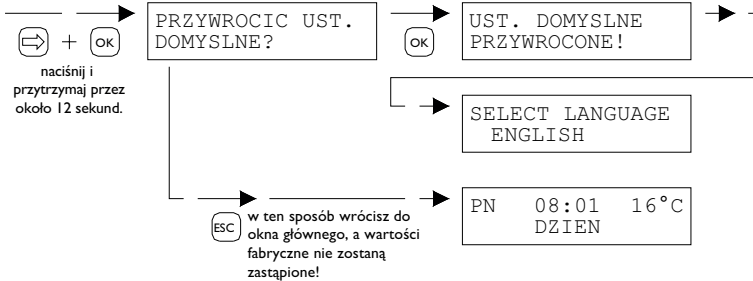 PRZYWROCIC UST.
DOMYSLNE?
UST. DOMYSLNE
PRZYWROCONE!
+ OK
OK
naciśnij i
przytrzymaj przez
około 12 sekund.
SELECT LANGUAGE
ENGLISH
PN 08:01 16°C
DZIEN
ESC
w ten sposób wrócisz do
okna głównego, a wartości
fabryczne nie zostaną
zastąpione!